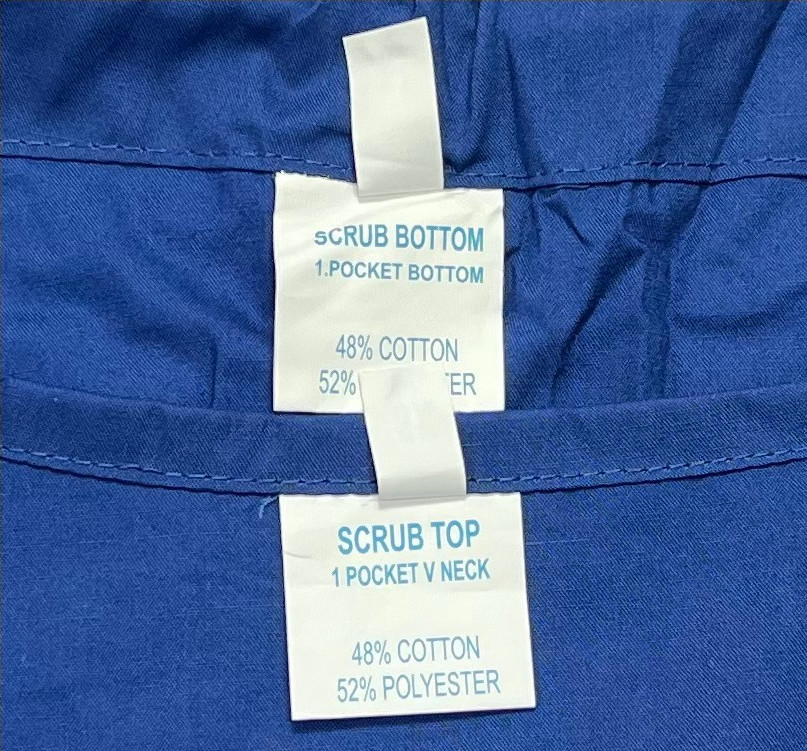 SCRUB BOTTOM
1.POCKET BOTTOM
48% COTTON
52%
SCRUB TOP
1 POCKET V NECK
48% COTTON
52% POLYESTER